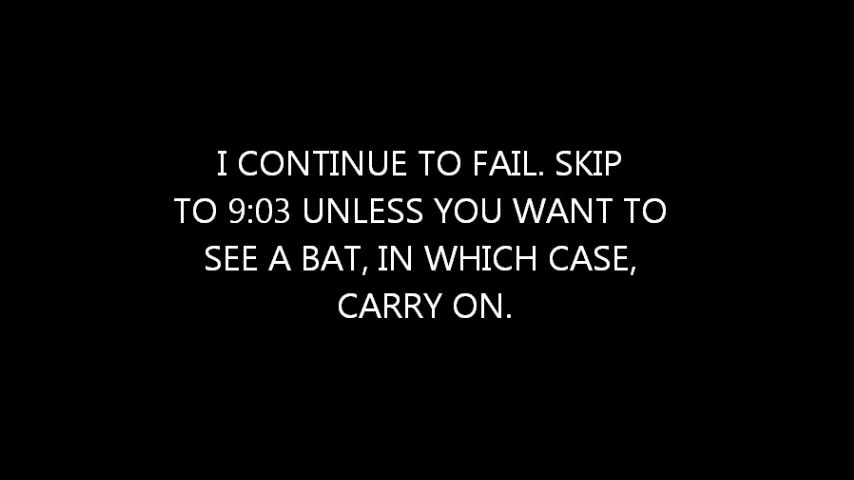 I CONTINUE TO FAIL. SKIP
TO 9:03 UNLESS YOU WANT TO
SEE A BAT, IN WHICH CASE,
CARRY ON.